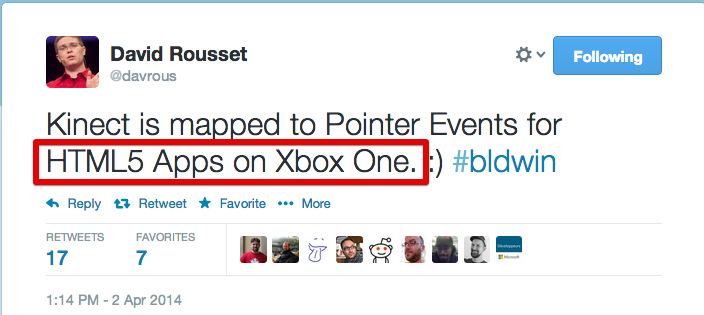 David Rousset
@davrous
Following
Kinect is mapped to Pointer Events for
HTML5 Apps on Xbox One. :) #bldwin
Reply Retweet Favorite More
RETWEETS FAVORITES
17 7
1:14 PM - 2 Apr 2014